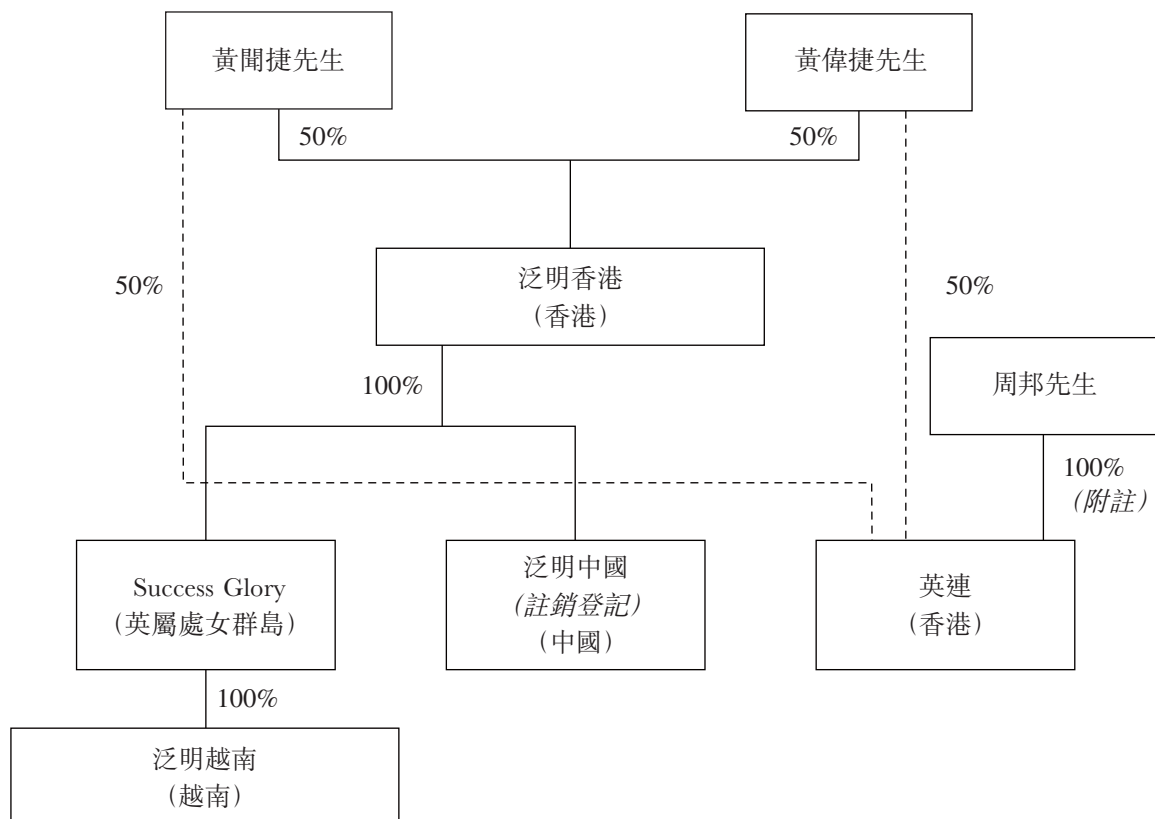 黃聞捷先生
黃偉捷先生
50%
50%
泛明香港
(香港)
50%
50%
周邦先生
100%
100%
(附註)
Success Glory
(英屬處女群島)
泛明中國
(註銷登記)
(中國)
英連
(香港)
100%
泛明越南
(越南)